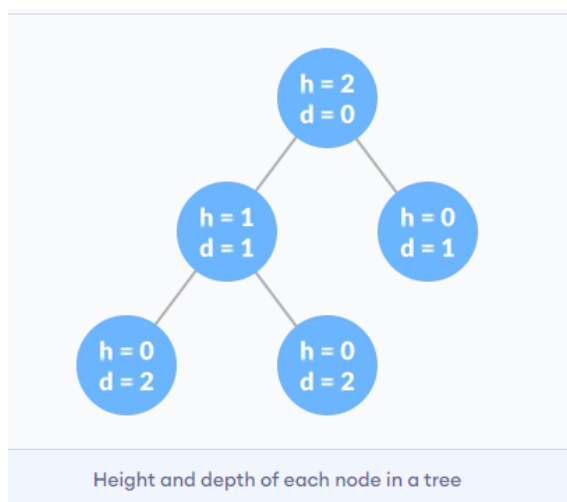 h = 2
d = 0
h = 1
d = 1
h = 0
d = 1
h = 0
d = 2
h = 0
d = 2
Height and depth of each node in a tree